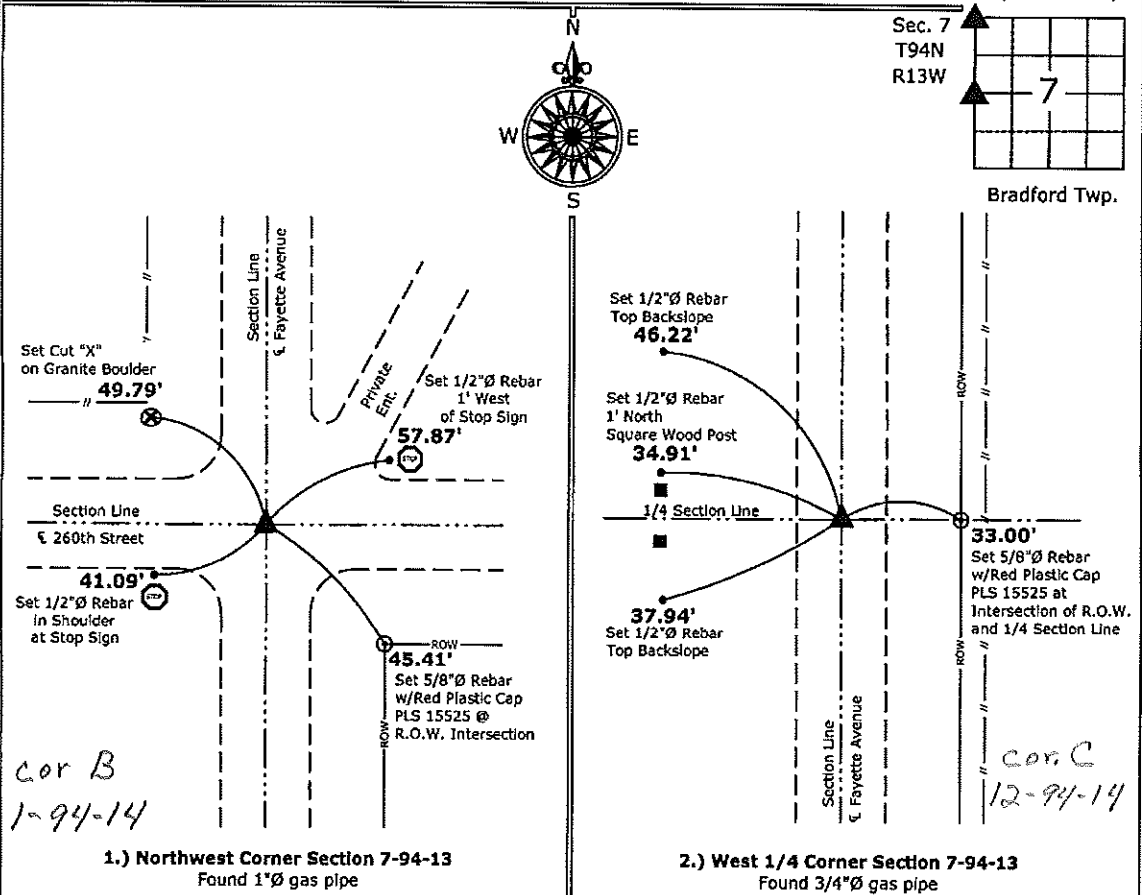 N
W
E
S
Sec. 7
T94N
R13W
7
Bradford Twp.
Section Line
℄ Fayette Avenue
Set Cut "X"
on Granite Boulder
49.79'
Private
Ent.
Set 1/2"Ø Rebar
1' West
of Stop Sign
57.87'
STOP
Section Line
℄ 260th Street
41.09'
Set 1/2"Ø Rebar
in Shoulder
at Stop Sign
STOP
ROW
45.41'
Set 5/8"Ø Rebar
w/Red Plastic Cap
PLS 15525 @
R.O.W. Intersection
ROW
cor B
1-94-14
1.) Northwest Corner Section 7-94-13
Found 1"Ø gas pipe
Set 1/2"Ø Rebar
Top Backslope
46.22'
Set 1/2"Ø Rebar
1' North
Square Wood Post
34.91'
1/4 Section Line
ROW
33.00'
Set 5/8"Ø Rebar
w/Red Plastic Cap
PLS 15525 at
Intersection of R.O.W.
and 1/4 Section Line
37.94'
Set 1/2"Ø Rebar
Top Backslope
ROW
Section Line
℄ Fayette Avenue
cor. C
12-94-14
2.) West 1/4 Corner Section 7-94-13
Found 3/4"Ø gas pipe